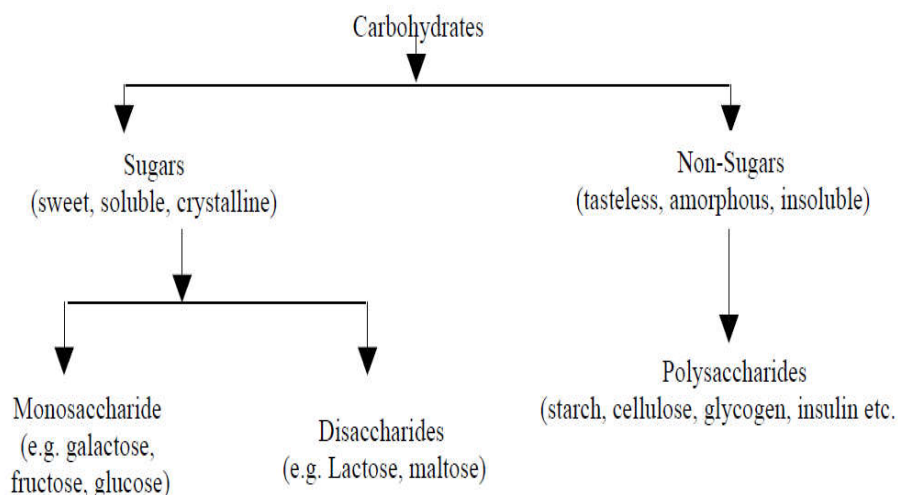 Carbohydrates
Sugars
(sweet, soluble, crystalline)
Non-Sugars
(tasteless, amorphous, insoluble)
Monosaccharide
(e.g. galactose,
fructose, glucose)
Disaccharides
(e.g. Lactose, maltose)
Polysaccharides
(starch, cellulose, glycogen, insulin etc.